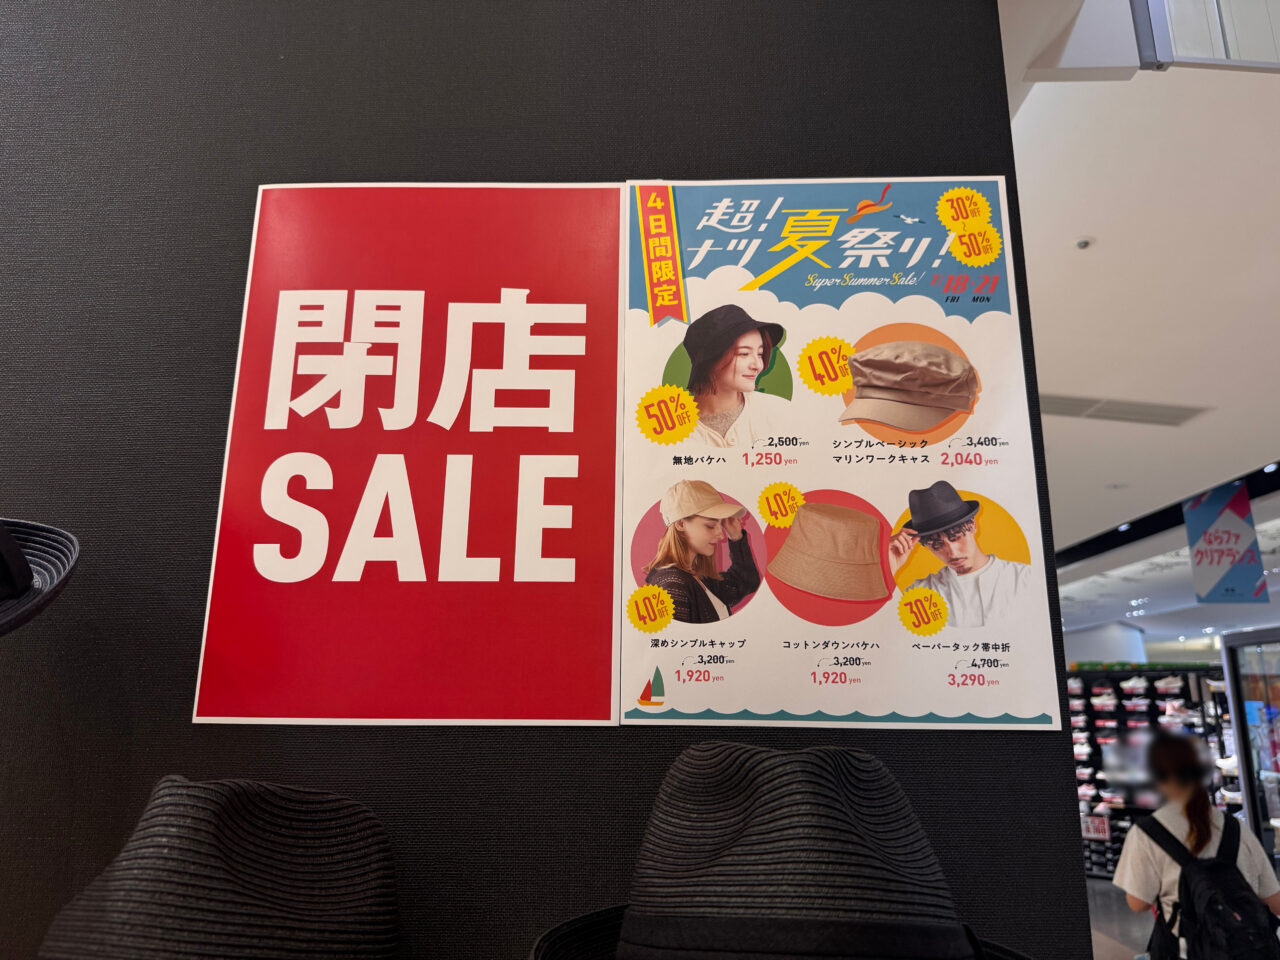 閉店
SALE
4日間限定
超!
ナツ夏祭り!
Super Summer Sale!
30%
OFF
~
50%
OFF
7/18-21
FRI MON
50%
OFF
無地バケハ
2,500yen
1,250yen
40%
OFF
シンプルベーシック
マリンワークキャス
3,400yen
2,040yen
40%
OFF
深めシンプルキャップ
3,200yen
1,920yen
40%
OFF
コットンダウンバケハ
3,200yen
1,920yen
30%
OFF
ペーパータック帯中折
4,700yen
3,290yen
ならファ
クリアランス